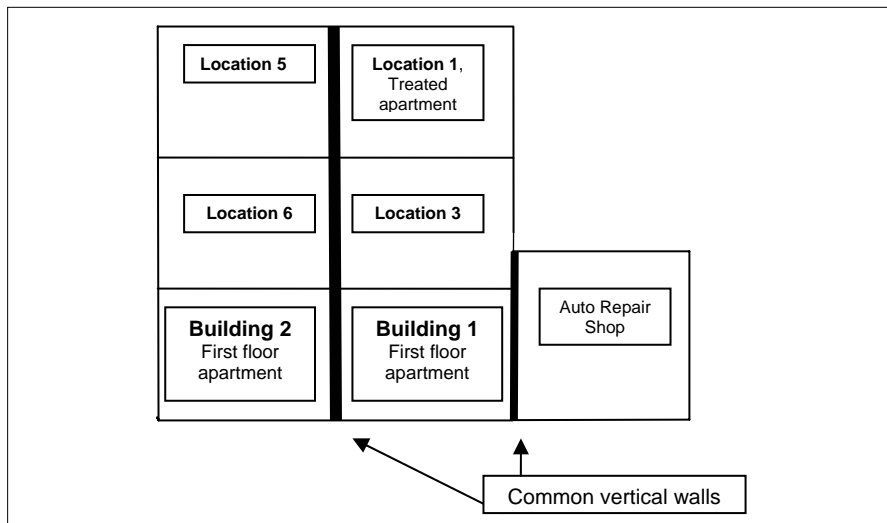 Location 5
Location 1,
Treated
apartment
Location 6
Location 3
Building 2
First floor
apartment
Building 1
First floor
apartment
Auto Repair
Shop
Common vertical walls